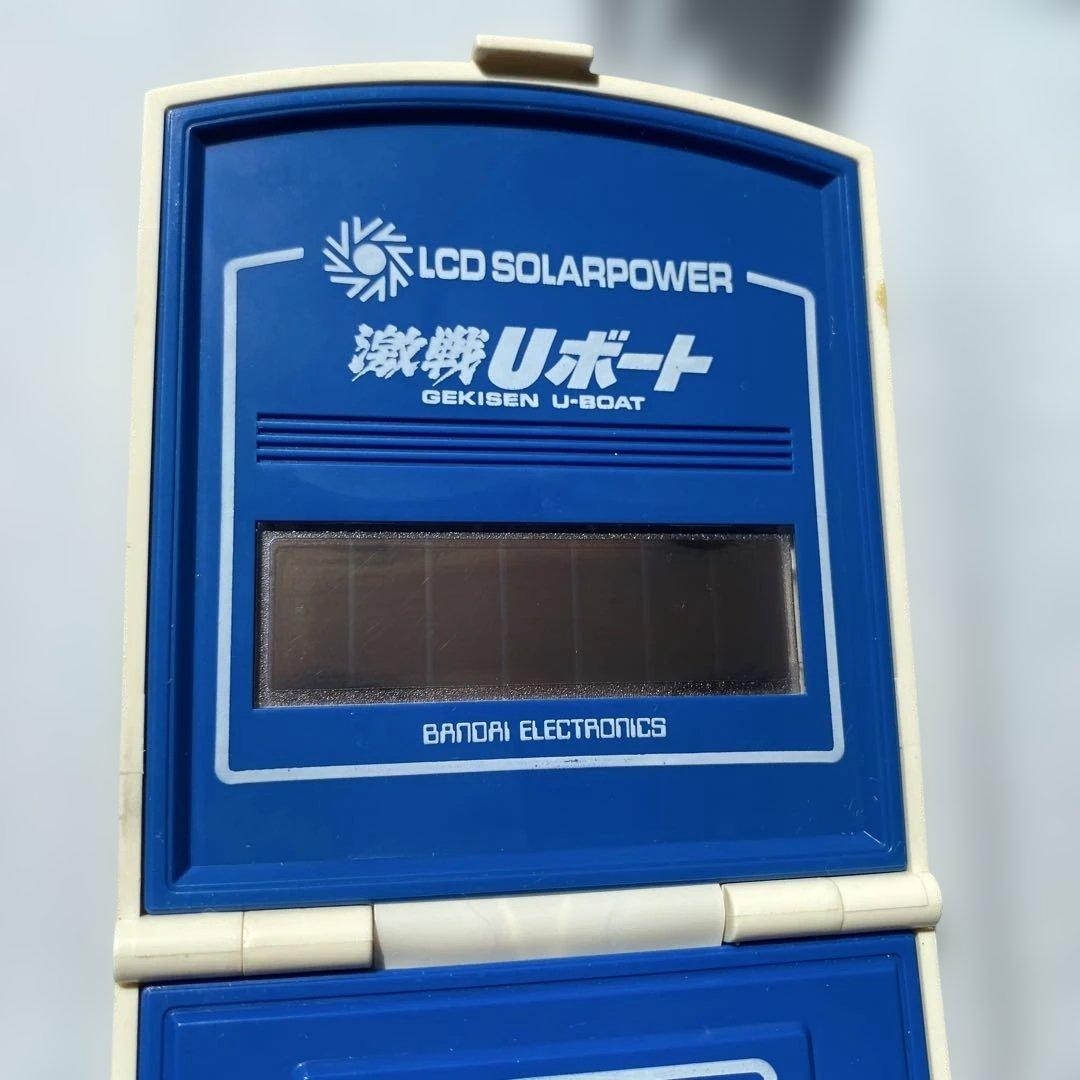 LCD SOLARPOWER
激戦Uボート
GEKISEN U-BOAT
BANDAI ELECTRONICS